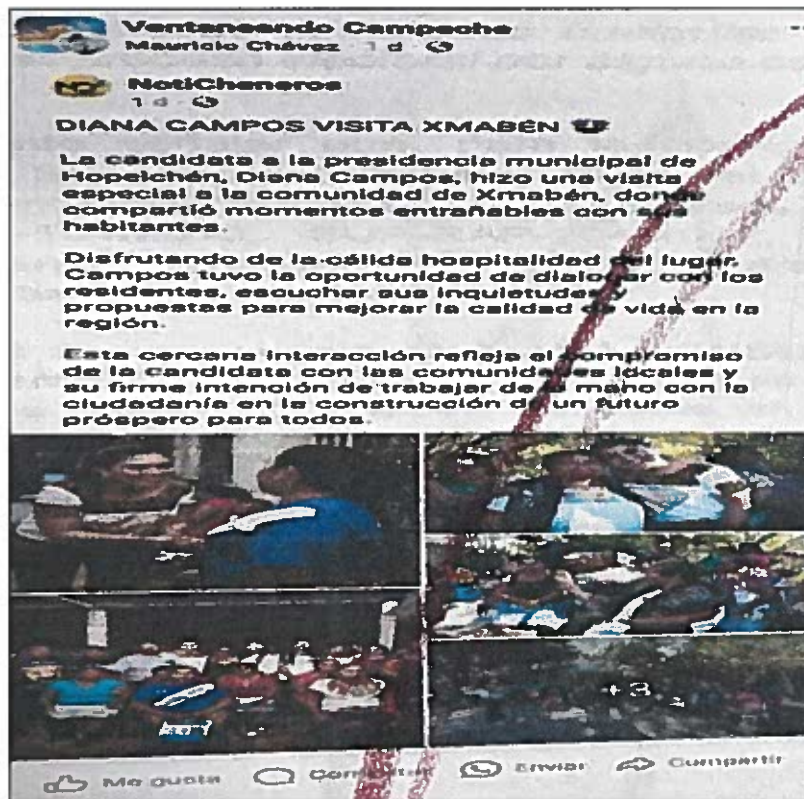 Ventaneando Campeche
Mauricio Chávez · 1 d ·
NotiCheneros
1 d ·
DIANA CAMPOS VISITA XMABÉN
La candidata a la presidencia municipal de
Hopelchén, Diana Campos, hizo una visita
especial a la comunidad de Xmabén, donde
compartió momentos entrañables con sus
habitantes.
Disfrutando de la cálida hospitalidad del lugar,
Campos tuvo la oportunidad de dialogar con los
residentes, escuchar sus inquietudes y
propuestas para mejorar la calidad de vida en la
región.
Esta cercana interacción refleja el compromiso
de la candidata con las comunidades locales y
su firme intención de trabajar de la mano con la
ciudadanía en la construcción de un futuro
próspero para todos.
+3
Me gusta Comentar Enviar Compartir